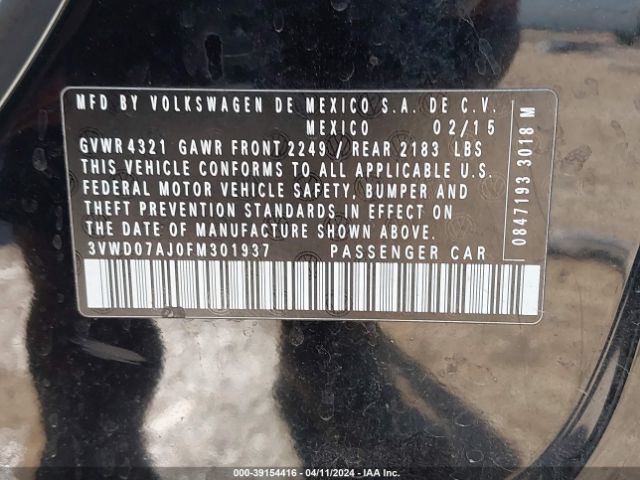 MFD BY VOLKSWAGEN DE MEXICO S.A. DE C.V.
MEXICO 02/15
GVWR 4321 GAWR FRONT 2249 / REAR 2183 LBS
THIS VEHICLE CONFORMS TO ALL APPLICABLE U.S.
FEDERAL MOTOR VEHICLE SAFETY, BUMPER AND
THEFT PREVENTION STANDARDS IN EFFECT ON
THE DATE OF MANUFACTURE SHOWN ABOVE.
3VWD07AJ0FM301937 PASSENGER CAR
0847193 3018 M
000-39154416 - 04/11/2024 - IAA Inc.